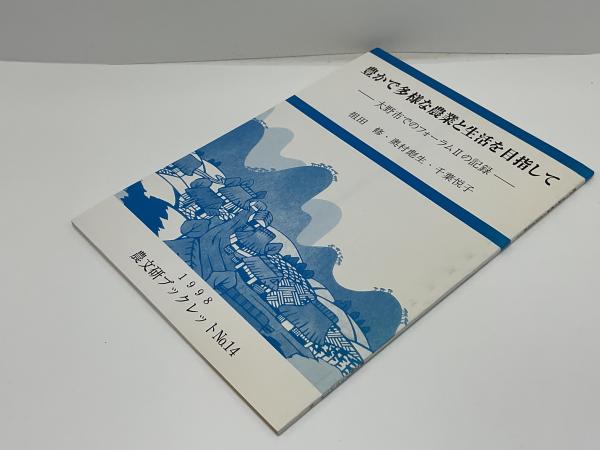 豊かで多様な農業と生活を目指して
―大野市でのフォーラムⅡの記録―
祖田 修・奥村彪生・千葉悦子
1998
農文研ブックレットNo.14